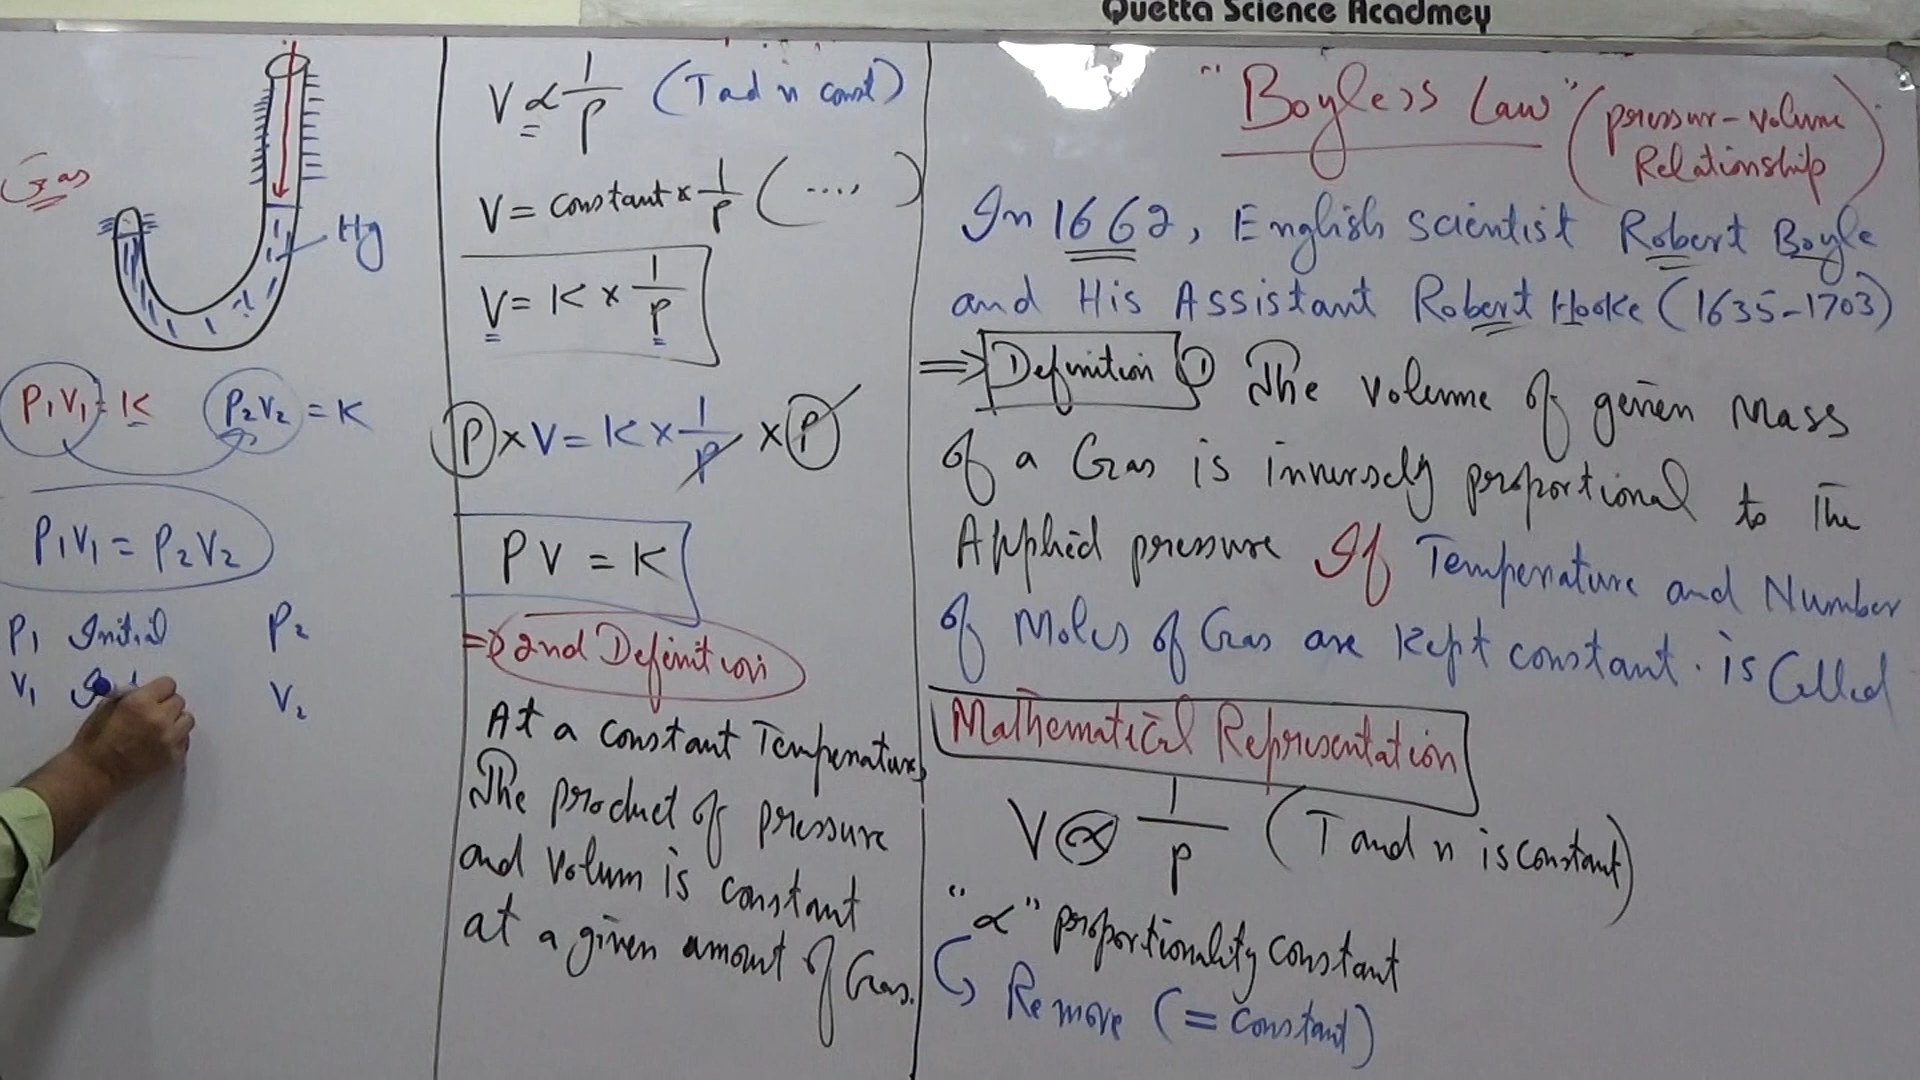 Quetta Science Acadmey
"Boyless Law" (pressur-volume
Relationship)
In 1662, English scientist Robert Boyle
and His Assistant Robert Hooke (1635-1703)
=> Definition ① The volume of given Mass
of a Gas is inversely proportional to The
Applied pressure If Temperature and Number
of Moles of Gas are kept constant. is Called
Mathematical Representation
V ∝ 1/P (T and n is constant)
"∝" proportionality constant
Remove (= constant)
V ∝ 1/P (T and n const)
V = constant × 1/P (....)
V = K × 1/P
P × V = K × 1/P × P
PV = K
=> 2nd Definition
At a constant Temperature,
The product of pressure
and volum is constant
at a given amount of Gas.
Gas
Hg
P₁V₁ = K P₂V₂ = K
P₁V₁ = P₂V₂
P₁ Initial P₂
V₁ V₂